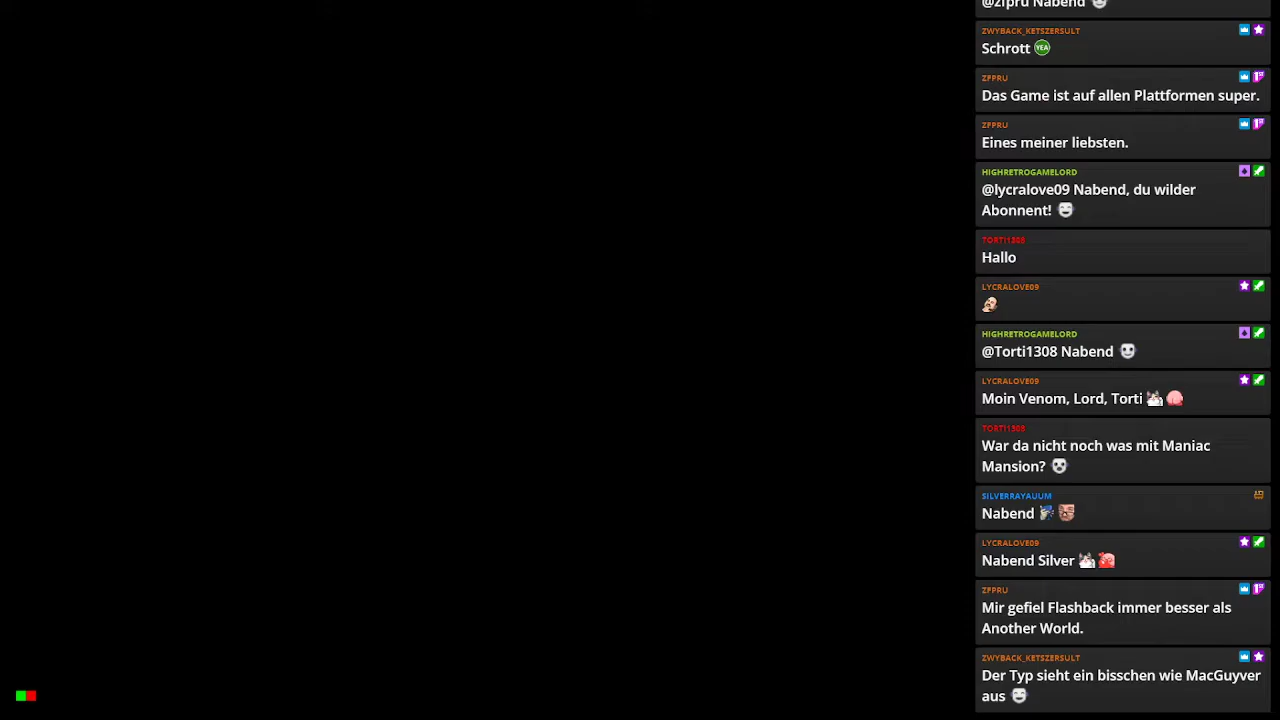 @zfpru Nabend
ZWYBACK_KETSZERSULT
Schrott YEA
ZFPRU
Das Game ist auf allen Plattformen super.
ZFPRU
Eines meiner liebsten.
HIGHRETROGAMELORD
@lycralove09 Nabend, du wilder
Abonnent!
TORTI1308
Hallo
LYCRALOVE09
HIGHRETROGAMELORD
@Torti1308 Nabend
LYCRALOVE09
Moin Venom, Lord, Torti
TORTI1308
War da nicht noch was mit Maniac
Mansion?
SILVERRAYAUUM
Nabend
LYCRALOVE09
Nabend Silver
ZFPRU
Mir gefiel Flashback immer besser als
Another World.
ZWYBACK_KETSZERSULT
Der Typ sieht ein bisschen wie MacGuyver
aus